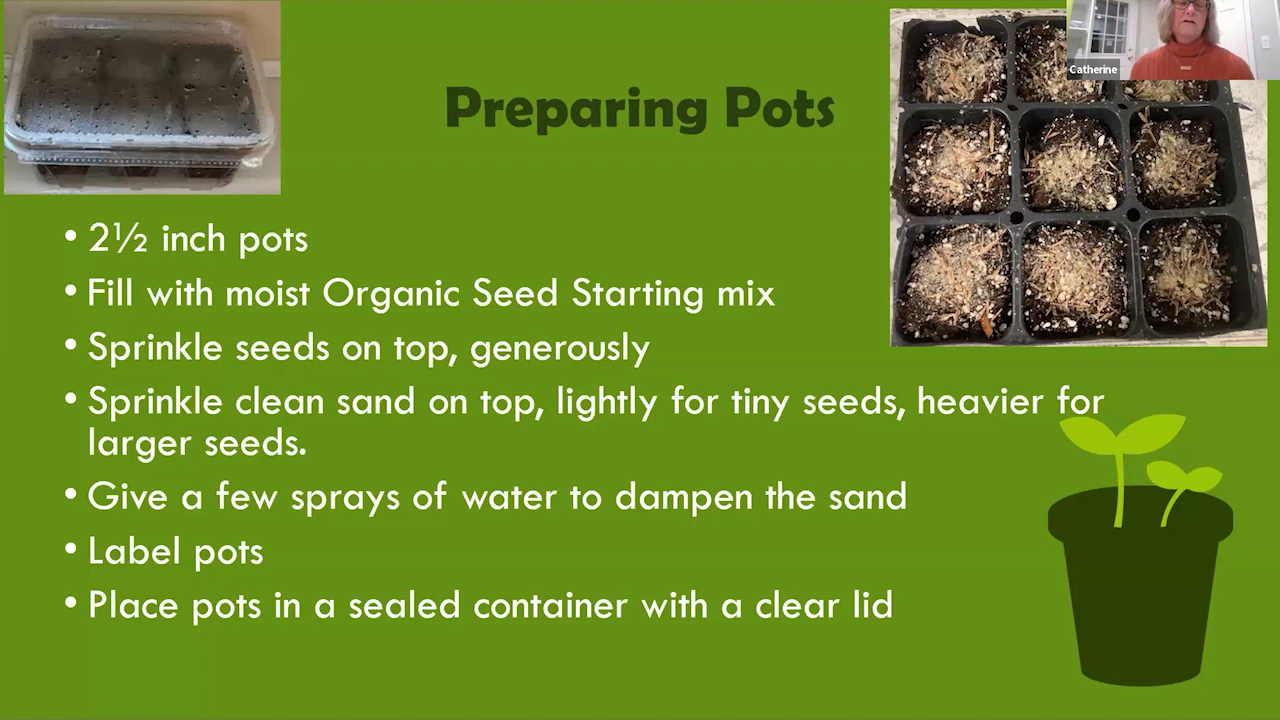 Catherine
Preparing Pots
• 2½ inch pots
• Fill with moist Organic Seed Starting mix
• Sprinkle seeds on top, generously
• Sprinkle clean sand on top, lightly for tiny seeds, heavier for
larger seeds.
• Give a few sprays of water to dampen the sand
• Label pots
• Place pots in a sealed container with a clear lid